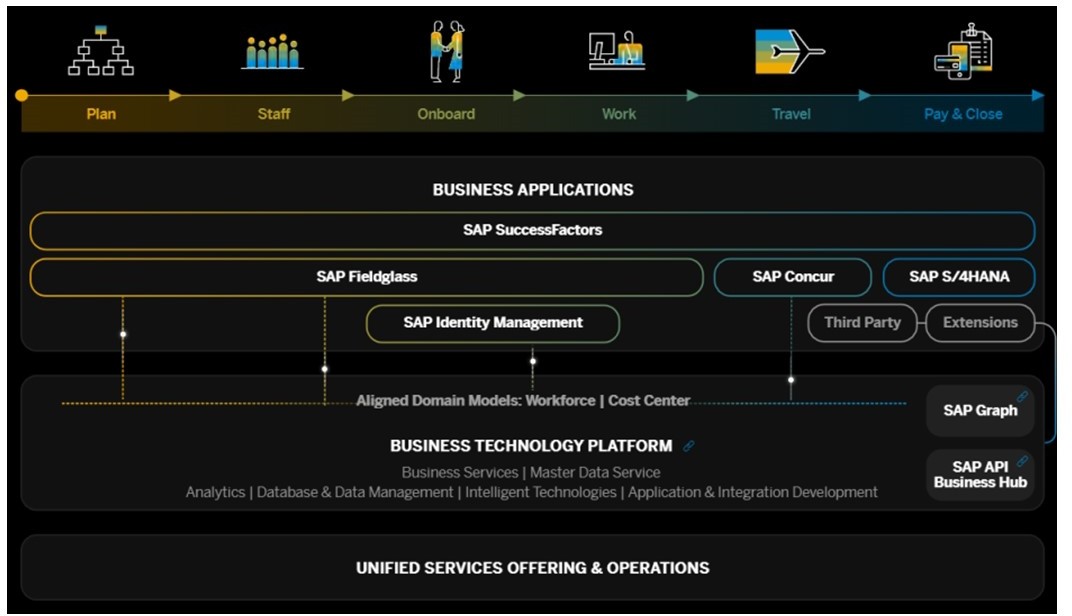 Plan
Staff
Onboard
Work
Travel
Pay & Close
BUSINESS APPLICATIONS
SAP SuccessFactors
SAP Fieldglass
SAP Concur
SAP S/4HANA
SAP Identity Management
Third Party
Extensions
Aligned Domain Models: Workforce | Cost Center
SAP Graph
BUSINESS TECHNOLOGY PLATFORM
Business Services | Master Data Service
Analytics | Database & Data Management | Intelligent Technologies | Application & Integration Development
SAP API
Business Hub
UNIFIED SERVICES OFFERING & OPERATIONS